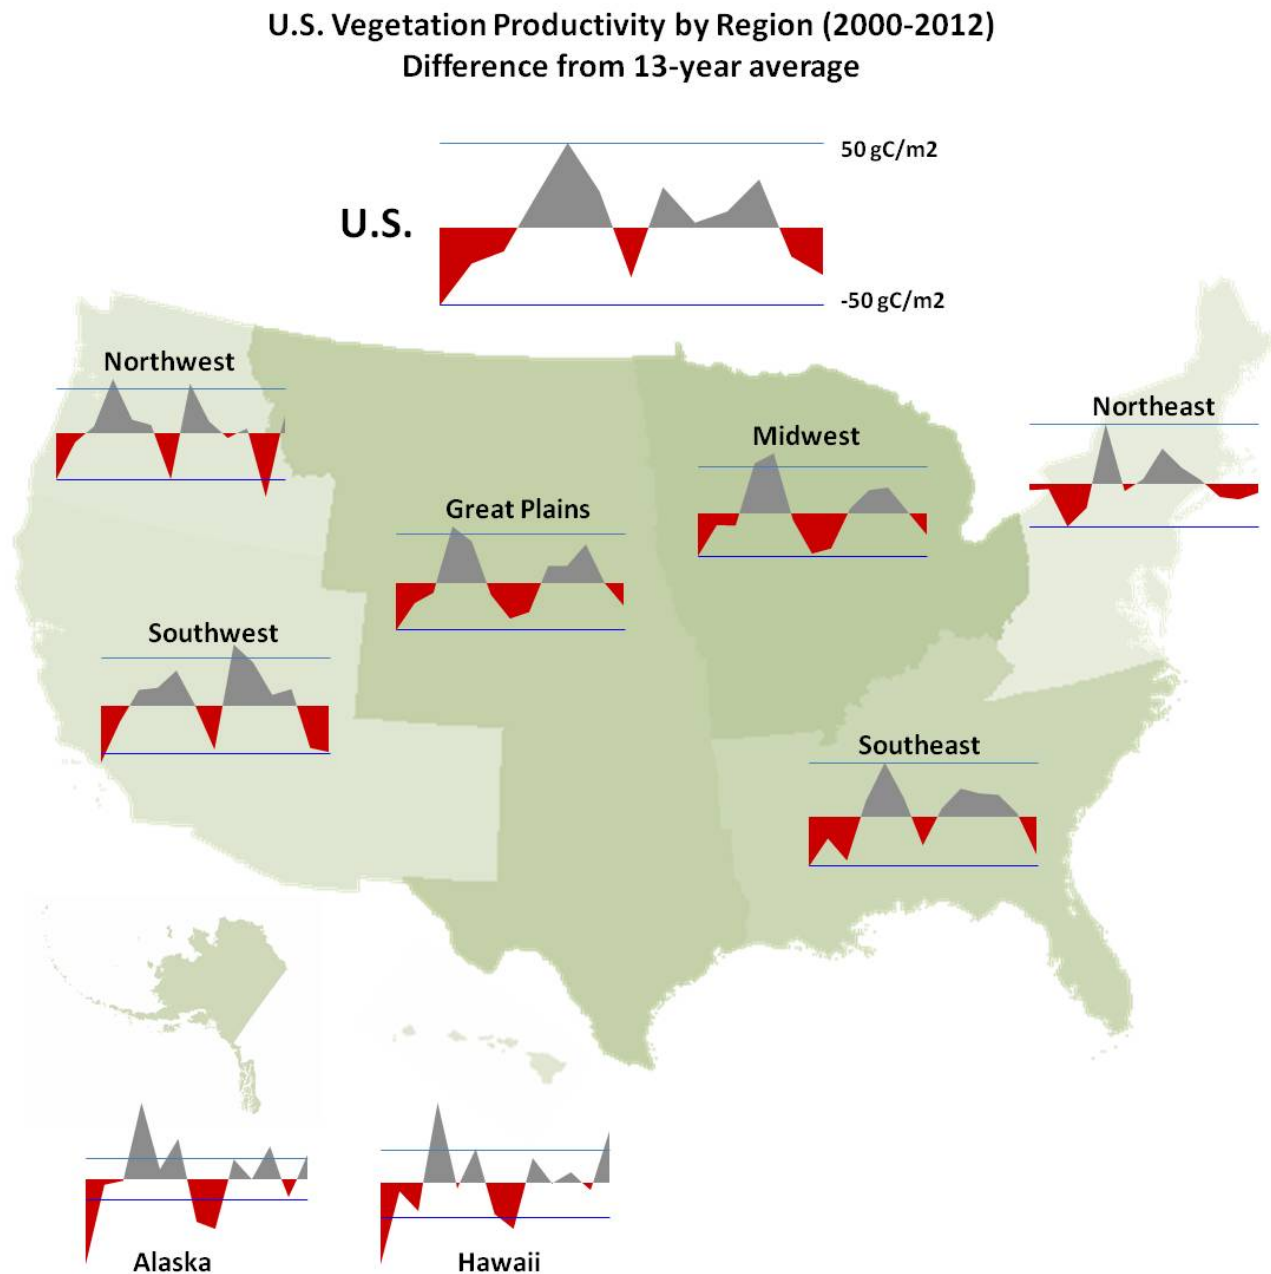 U.S. Vegetation Productivity by Region (2000-2012)
Difference from 13-year average
50 gC/m2
U.S.
-50 gC/m2
Northwest
Northeast
Midwest
Great Plains
Southwest
Southeast
Alaska
Hawaii